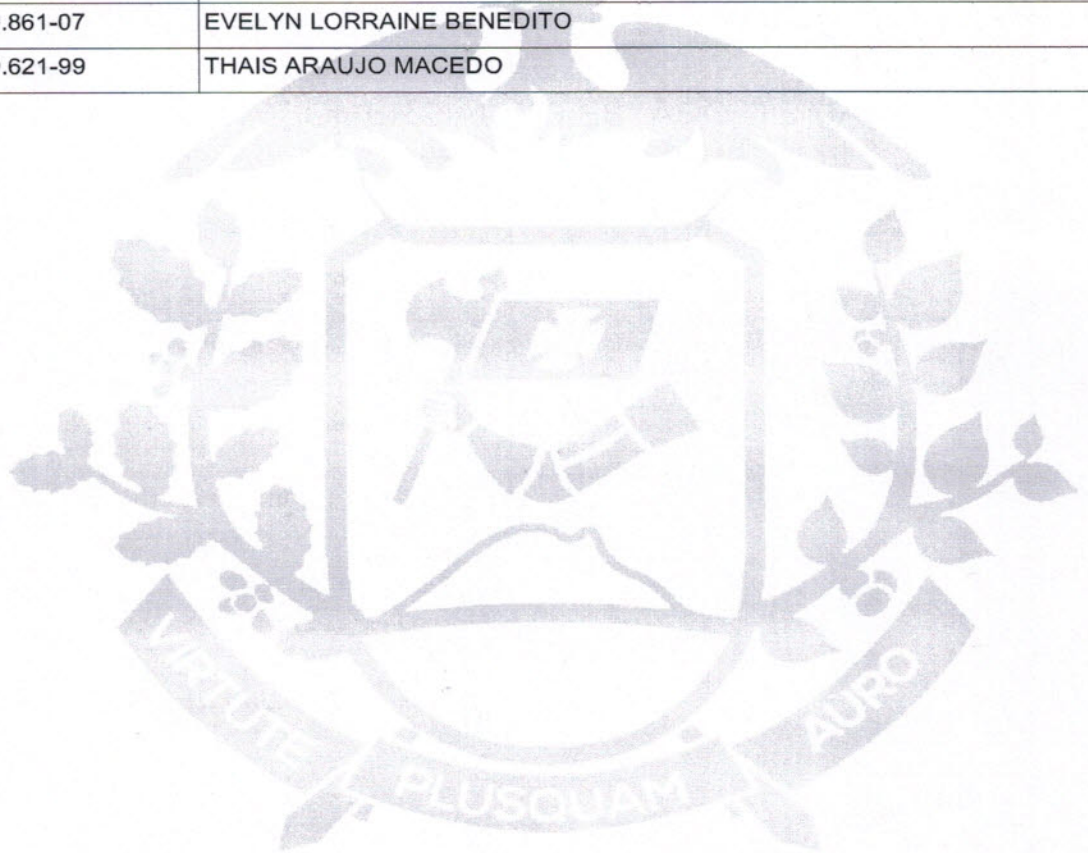 .861-07 EVELYN LORRAINE BENEDITO
.621-99 THAIS ARAUJO MACEDO
VIRTUTE
PLUSQUAM
AURO